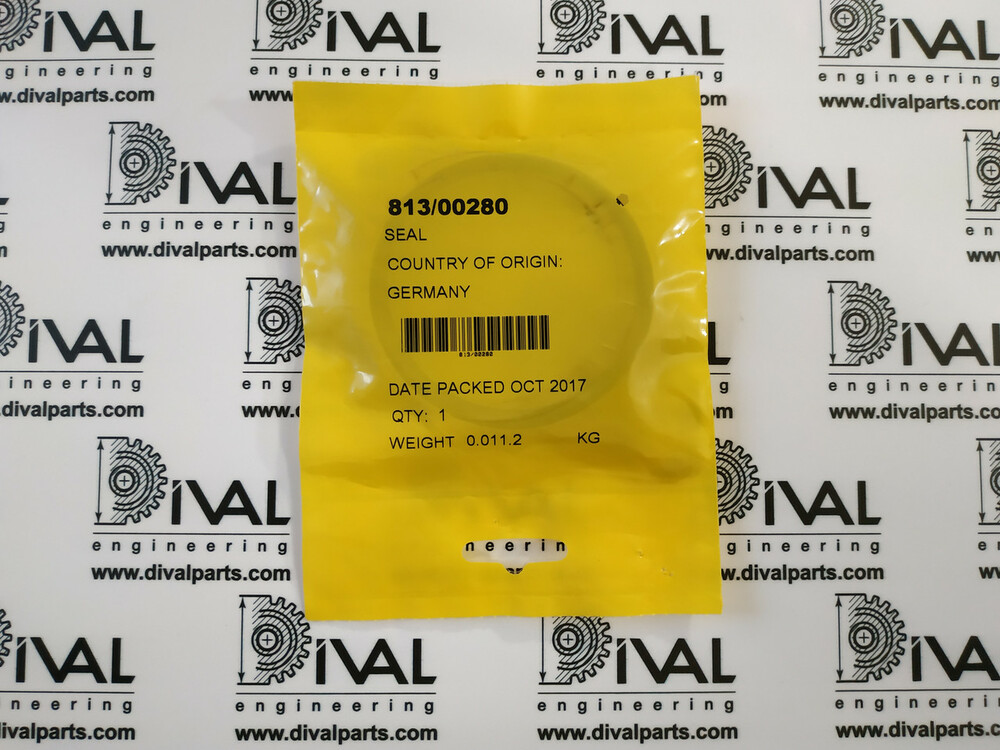 DIVAL
engineering
www.divalparts.com
813/00280
SEAL
COUNTRY OF ORIGIN:
GERMANY
813/00280
DATE PACKED OCT 2017
QTY: 1
WEIGHT 0.011.2 KG
neerin